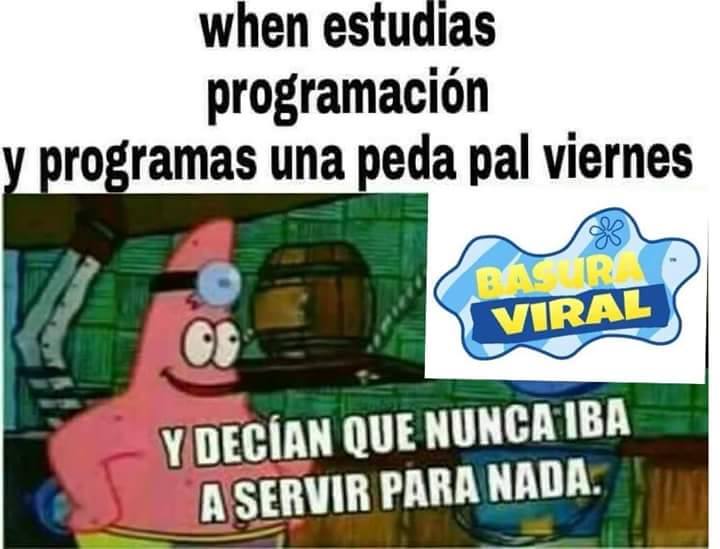 when estudias
programación
y programas una peda pal viernes
BASURA
VIRAL
Y DECÍAN QUE NUNCA IBA
A SERVIR PARA NADA.